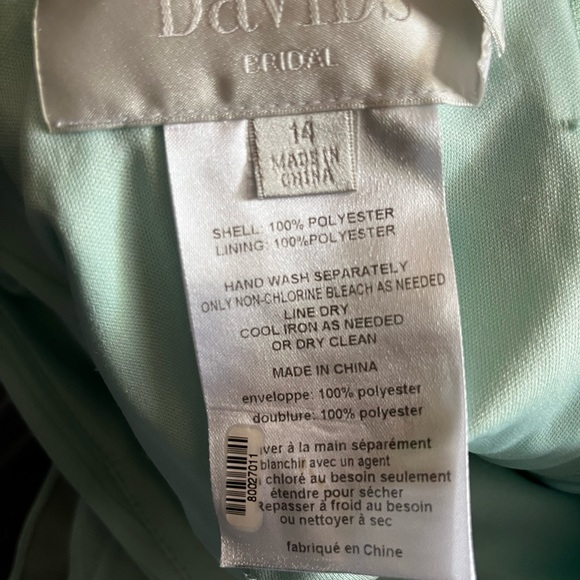 DAVID'S
BRIDAL
14
MADE IN
CHINA
SHELL: 100% POLYESTER
LINING: 100%POLYESTER
HAND WASH SEPARATELY
ONLY NON-CHLORINE BLEACH AS NEEDED
LINE DRY
COOL IRON AS NEEDED
OR DRY CLEAN
MADE IN CHINA
enveloppe: 100% polyester
doublure: 100% polyester
ver à la main séparément
blanchir avec un agent
chloré au besoin seulement
étendre pour sécher
Repasser à froid au besoin
ou nettoyer à sec
fabriqué en Chine
80027011